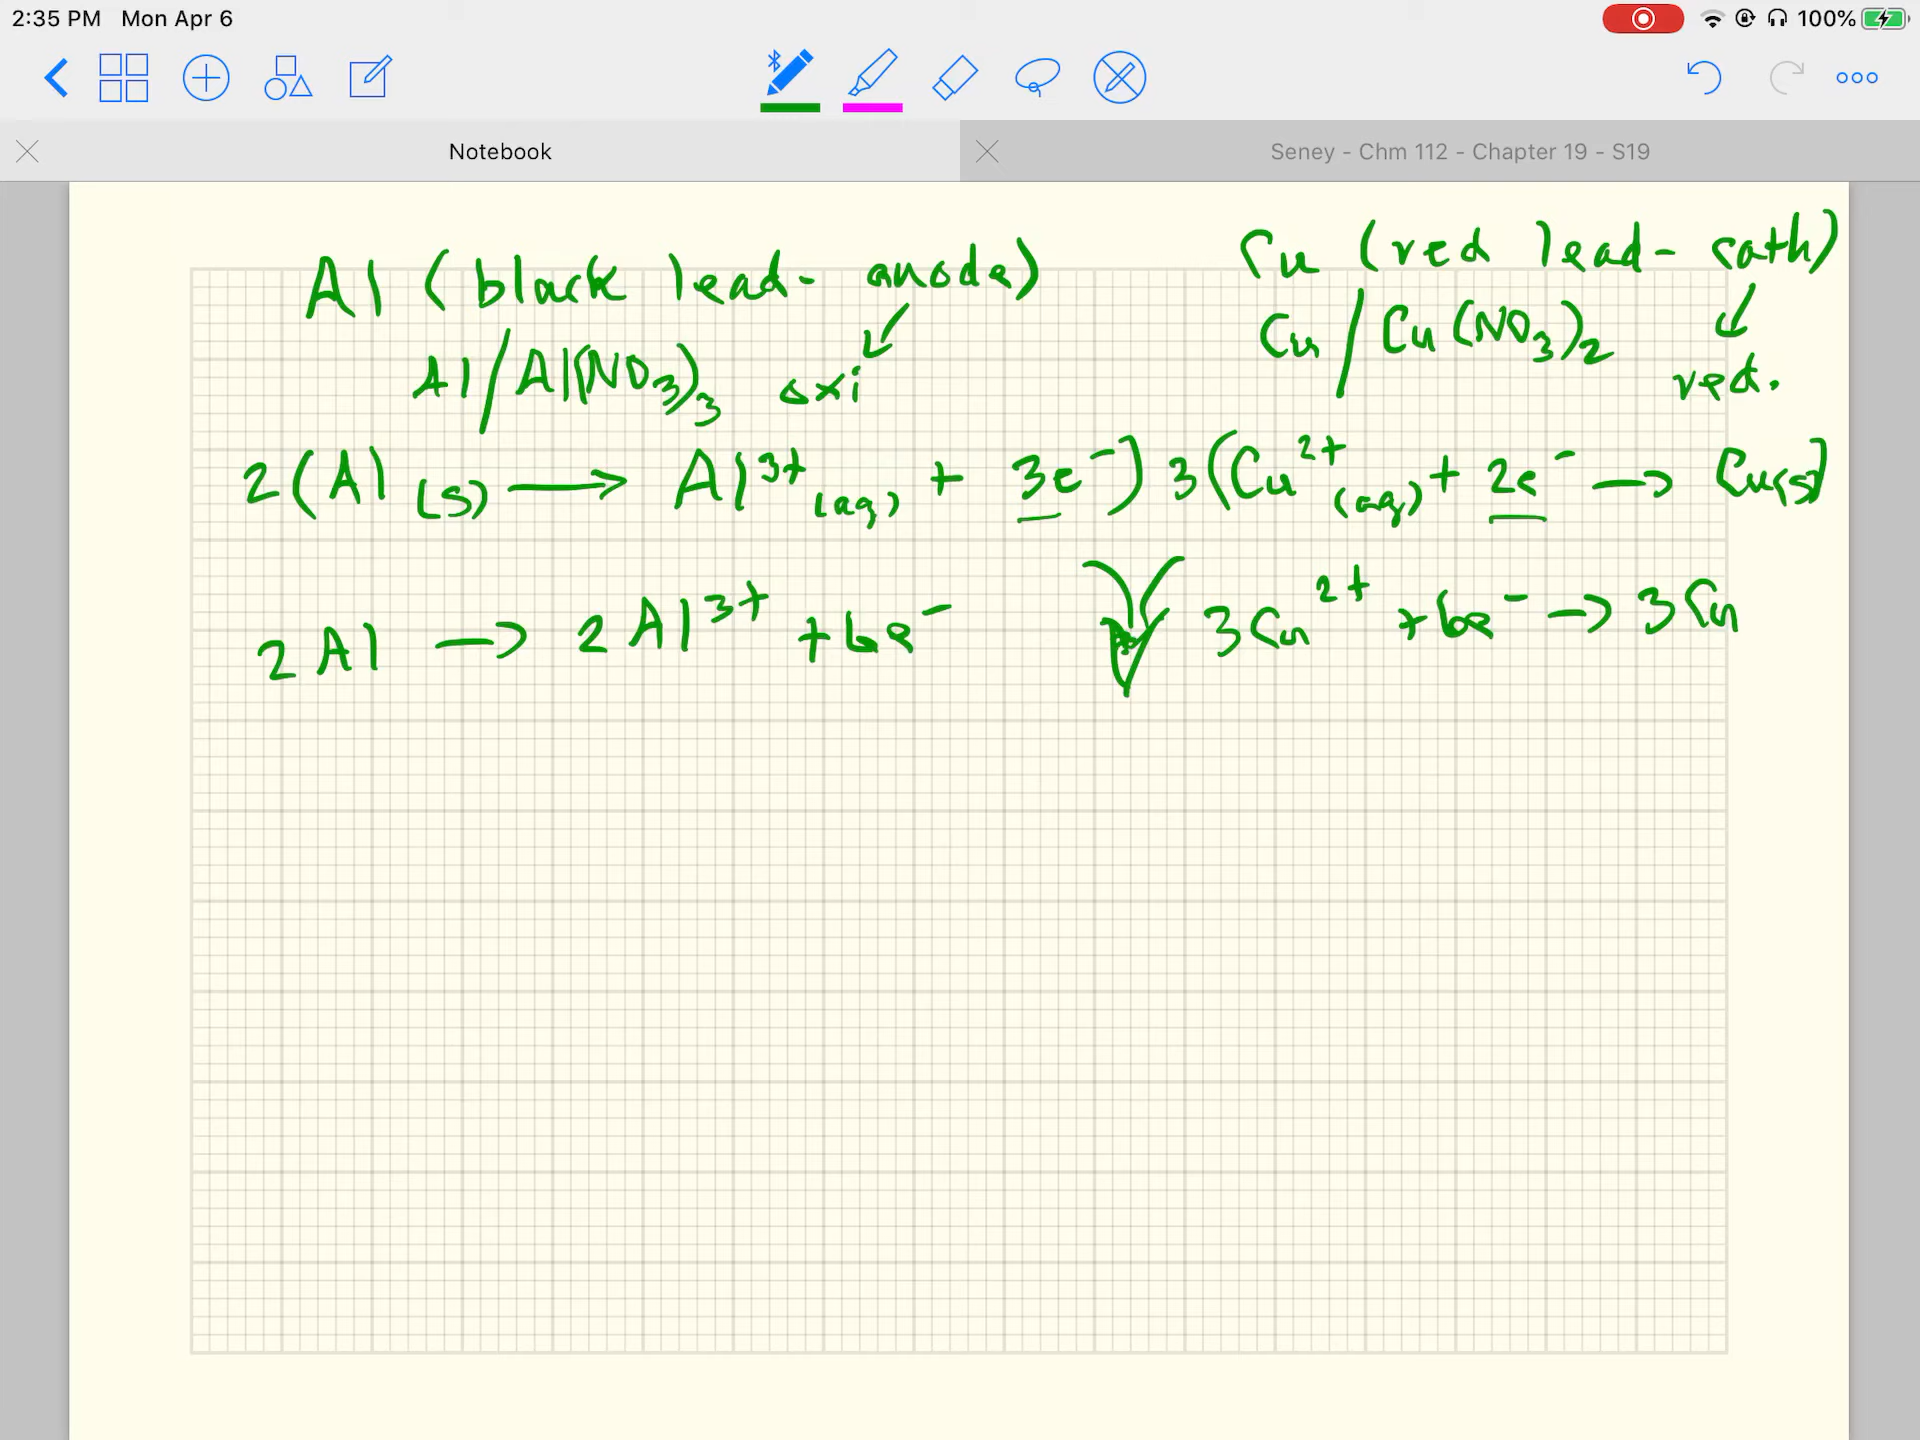 2:35 PM Mon Apr 6 100%
Notebook
Seney - Chm 112 - Chapter 19 - S19
Al (black lead- anode) Cu (red lead- cath)
Al/Al(NO3)3 oxi Cu/Cu(NO3)2 red.
2(Al(s) → Al³⁺(aq) + 3e⁻) 3(Cu²⁺(aq) + 2e⁻ → Cu(s))
2Al → 2Al³⁺ + 6e⁻ 3Cu²⁺ + 6e⁻ → 3Cu